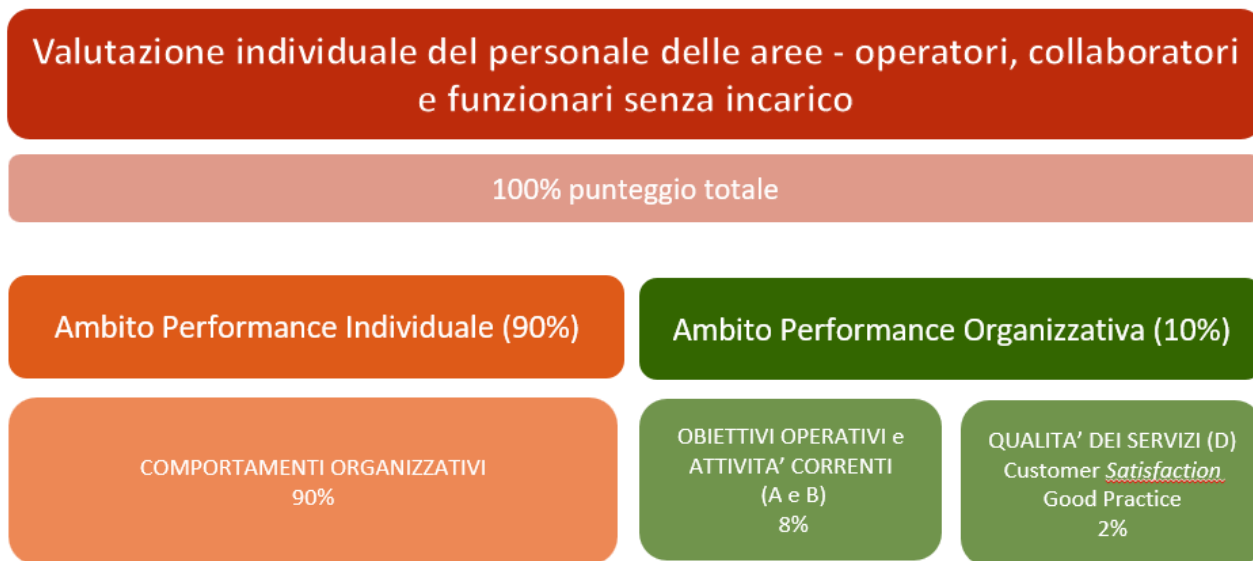 Valutazione individuale del personale delle aree - operatori, collaboratori
e funzionari senza incarico
100% punteggio totale
Ambito Performance Individuale (90%)
Ambito Performance Organizzativa (10%)
COMPORTAMENTI ORGANIZZATIVI
90%
OBIETTIVI OPERATIVI e
ATTIVITA’ CORRENTI
(A e B)
8%
QUALITA’ DEI SERVIZI (D)
Customer Satisfaction
Good Practice
2%